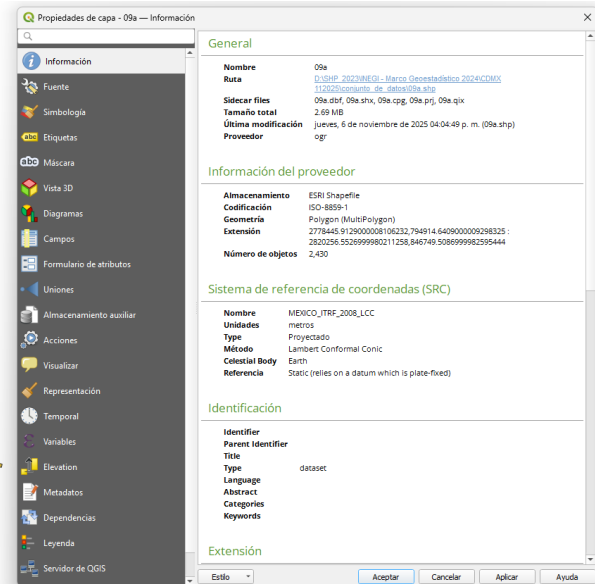 Propiedades de capa - 09a — Información
Información
Fuente
Simbología
abc Etiquetas
abc Máscara
Vista 3D
Diagramas
Campos
Formulario de atributos
Uniones
Almacenamiento auxiliar
Acciones
Visualizar
Representación
Temporal
Variables
Elevation
Metadatos
Dependencias
Leyenda
Servidor de QGIS
General
Nombre 09a
Ruta D:\SHP_2023\INEGI - Marco Geoestadístico 2024\CDMX
112025\conjunto_de_datos\09a.shp
Sidecar files 09a.dbf, 09a.shx, 09a.cpg, 09a.prj, 09a.qix
Tamaño total 2.69 MB
Última modificación jueves, 6 de noviembre de 2025 04:04:49 p. m. (09a.shp)
Proveedor ogr
Información del proveedor
Almacenamiento ESRI Shapefile
Codificación ISO-8859-1
Geometría Polygon (MultiPolygon)
Extensión 2778445.9129000008106232,794914.6409000009298325 :
2820256.5526999980211258,846749.5086999982595444
Número de objetos 2,430
Sistema de referencia de coordenadas (SRC)
Nombre MEXICO_ITRF_2008_LCC
Unidades metros
Type Proyectado
Método Lambert Conformal Conic
Celestial Body Earth
Referencia Static (relies on a datum which is plate-fixed)
Identificación
Identifier
Parent Identifier
Title
Type dataset
Language
Abstract
Categories
Keywords
Extensión
Estilo Aceptar Cancelar Aplicar Ayuda